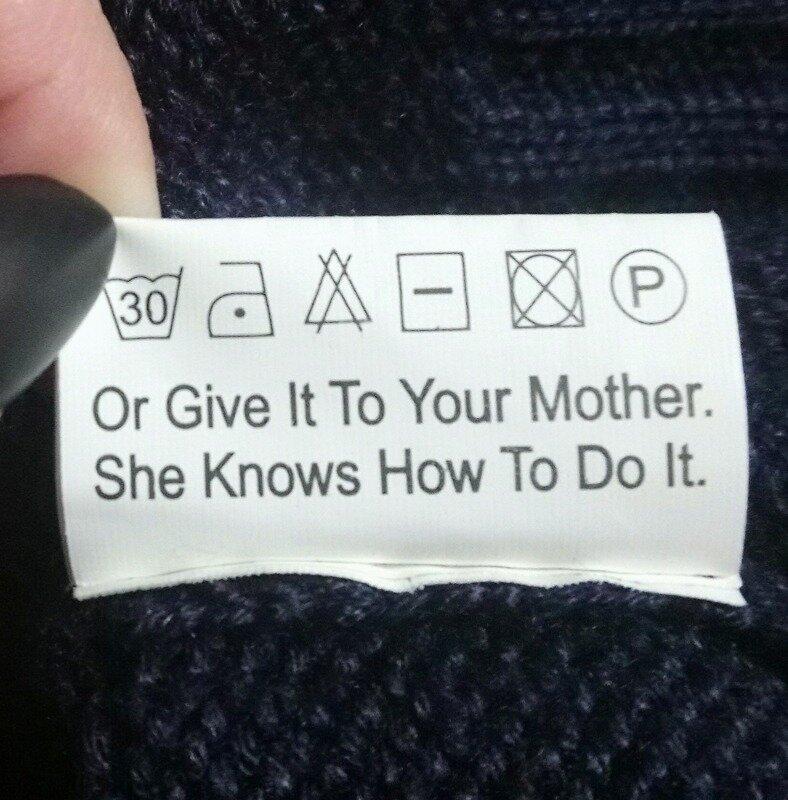 30 P
Or Give It To Your Mother.
She Knows How To Do It.